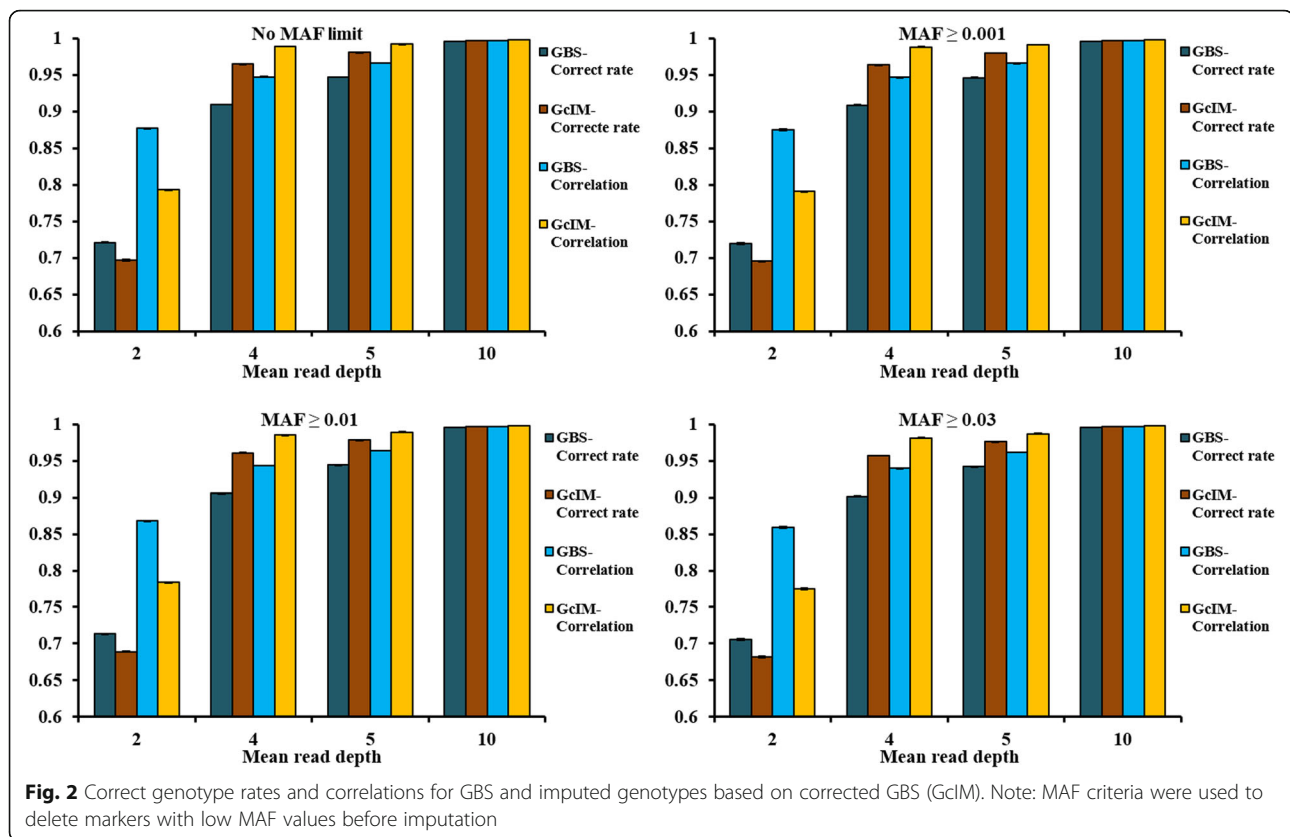 No MAF limit
1
0.95
0.9
0.85
0.8
0.75
0.7
0.65
0.6
2 4 5 10
Mean read depth
GBS-
Correct rate
GcIM-
Correcte rate
GBS-
Correlation
GcIM-
Correlation
MAF ≥ 0.001
1
0.95
0.9
0.85
0.8
0.75
0.7
0.65
0.6
2 4 5 10
Mean read depth
GBS-
Correct rate
GcIM-
Correct rate
GBS-
Correlation
GcIM-
Correlation
MAF ≥ 0.01
1
0.95
0.9
0.85
0.8
0.75
0.7
0.65
0.6
2 4 5 10
Mean read depth
GBS-
Correct rate
GcIM-
Correct rate
GBS-
Correlation
GcIM-
Correlation
MAF ≥ 0.03
1
0.95
0.9
0.85
0.8
0.75
0.7
0.65
0.6
2 4 5 10
Mean read depth
GBS-
Correct rate
GcIM-
Correct rate
GBS-
Correlation
GcIM-
Correlation
Fig. 2 Correct genotype rates and correlations for GBS and imputed genotypes based on corrected GBS (GcIM). Note: MAF criteria were used to
delete markers with low MAF values before imputation